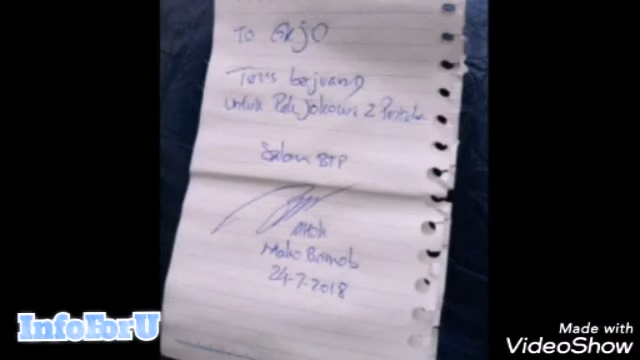 To GKJO
Terus berjuang
untuk Pak Jokowi 2 Periode
Salam BTP
Mako Brimob
24-7-2018
InfoForU
Made with
VideoShow